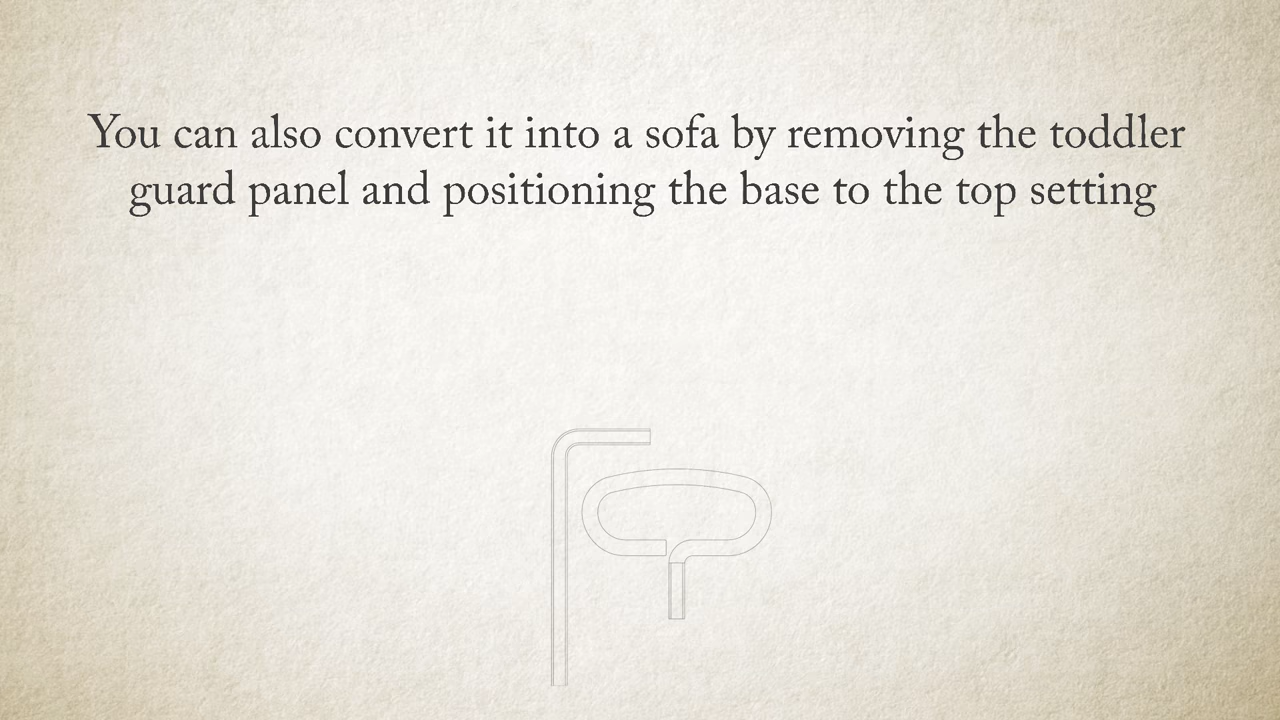 You can also convert it into a sofa by removing the toddler
guard panel and positioning the base to the top setting